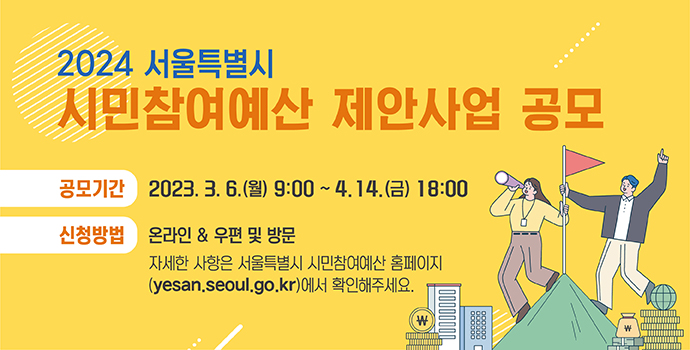 2024 서울특별시
시민참여예산 제안사업 공모
공모기간 2023. 3. 6.(월) 9:00 ~ 4.14.(금) 18:00
신청방법 온라인 & 우편 및 방문
자세한 사항은 서울특별시 시민참여예산 홈페이지
(yesan.seoul.go.kr)에서 확인해주세요.
₩
₩